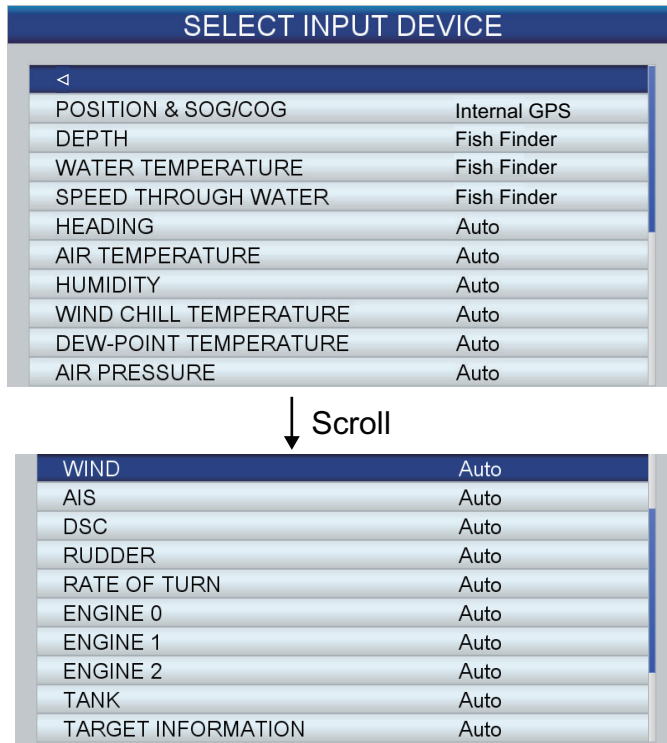 SELECT INPUT DEVICE
POSITION & SOG/COG Internal GPS
DEPTH Fish Finder
WATER TEMPERATURE Fish Finder
SPEED THROUGH WATER Fish Finder
HEADING Auto
AIR TEMPERATURE Auto
HUMIDITY Auto
WIND CHILL TEMPERATURE Auto
DEW-POINT TEMPERATURE Auto
AIR PRESSURE Auto
Scroll
WIND Auto
AIS Auto
DSC Auto
RUDDER Auto
RATE OF TURN Auto
ENGINE 0 Auto
ENGINE 1 Auto
ENGINE 2 Auto
TANK Auto
TARGET INFORMATION Auto